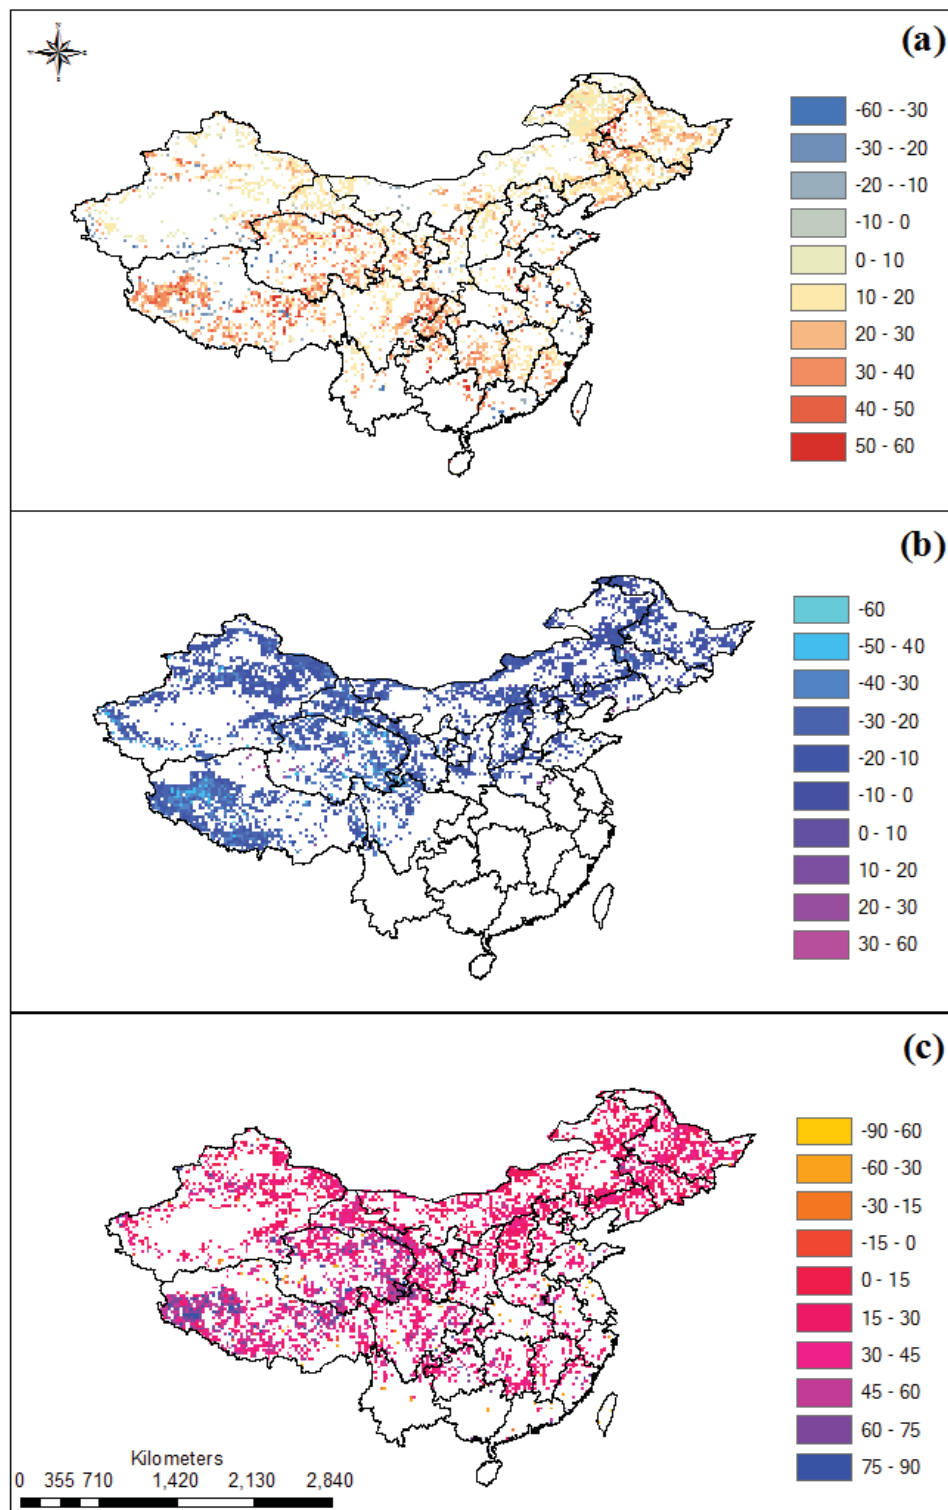 (a)
-60 - -30
-30 - -20
-20 - -10
-10 - 0
0 - 10
10 - 20
20 - 30
30 - 40
40 - 50
50 - 60
(b)
-60
-50 - 40
-40 - 30
-30 - 20
-20 - 10
-10 - 0
0 - 10
10 - 20
20 - 30
30 - 60
(c)
-90 -60
-60 -30
-30 - 15
-15 - 0
0 - 15
15 - 30
30 - 45
45 - 60
60 - 75
75 - 90
Kilometers
0 355 710 1,420 2,130 2,840